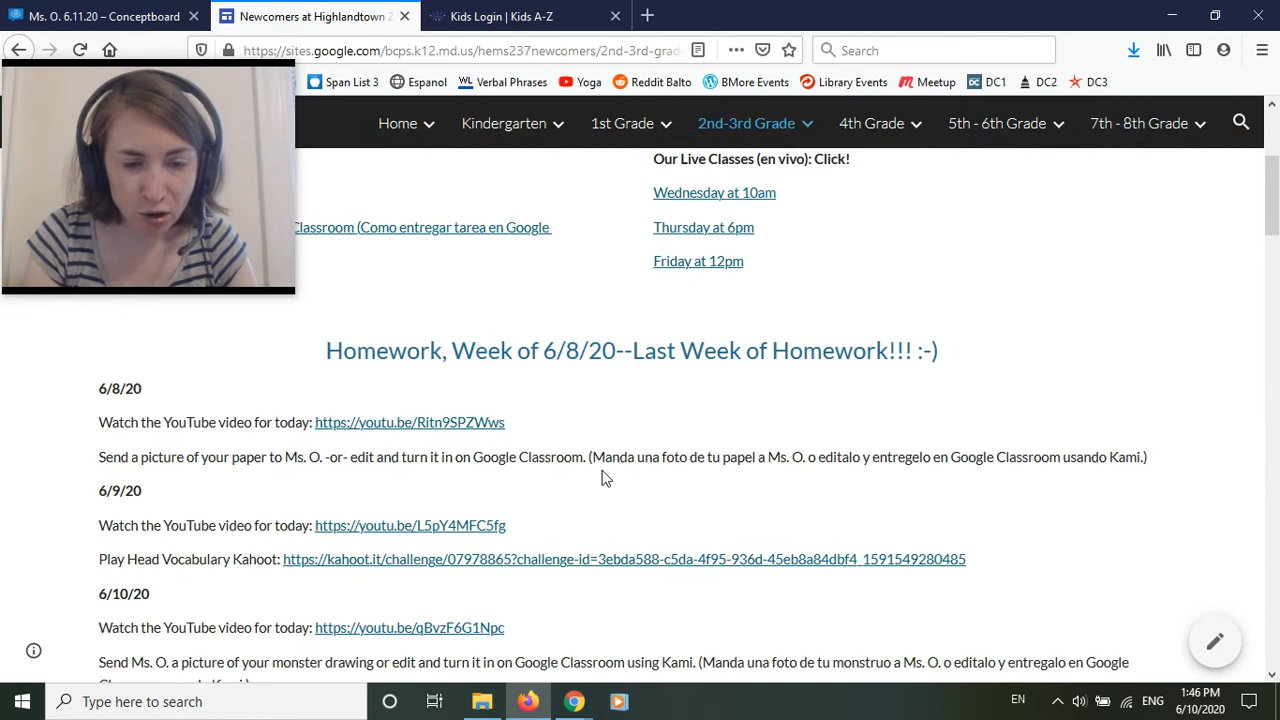 Ms. O. 6.11.20 – Conceptboard
Newcomers at Highlandtown 2
Kids Login | Kids A-Z
https://sites.google.com/bcps.k12.md.us/hems237newcomers/2nd-3rd-grad
Search
Span List 3
Espanol
WL Verbal Phrases
Yoga
Reddit Balto
BMore Events
Library Events
Meetup
DC DC1
DC2
DC3
Home
Kindergarten
1st Grade
2nd-3rd Grade
4th Grade
5th - 6th Grade
7th - 8th Grade
Our Live Classes (en vivo): Click!
Wednesday at 10am
Classroom (Como entregar tarea en Google
Thursday at 6pm
Friday at 12pm
Homework, Week of 6/8/20--Last Week of Homework!!! :-)
6/8/20
Watch the YouTube video for today: https://youtu.be/Ritn9SPZWws
Send a picture of your paper to Ms. O. -or- edit and turn it in on Google Classroom. (Manda una foto de tu papel a Ms. O. o editalo y entregelo en Google Classroom usando Kami.)
6/9/20
Watch the YouTube video for today: https://youtu.be/L5pY4MFC5fg
Play Head Vocabulary Kahoot: https://kahoot.it/challenge/07978865?challenge-id=3ebda588-c5da-4f95-936d-45eb8a84dbf4_1591549280485
6/10/20
Watch the YouTube video for today: https://youtu.be/qBvzF6G1Npc
Send Ms. O. a picture of your monster drawing or edit and turn it in on Google Classroom using Kami. (Manda una foto de tu monstruo a Ms. O. o editalo y entregalo en Google
Type here to search
EN
ENG
1:46 PM
6/10/2020